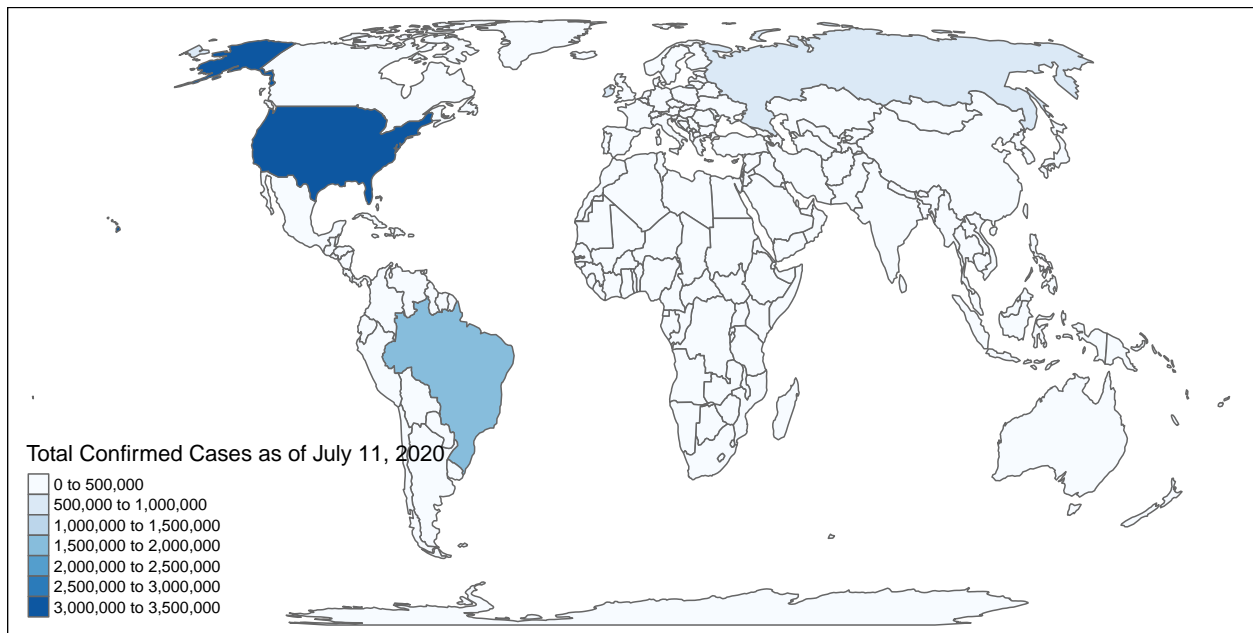 Total Confirmed Cases as of July 11, 2020
0 to 500,000
500,000 to 1,000,000
1,000,000 to 1,500,000
1,500,000 to 2,000,000
2,000,000 to 2,500,000
2,500,000 to 3,000,000
3,000,000 to 3,500,000